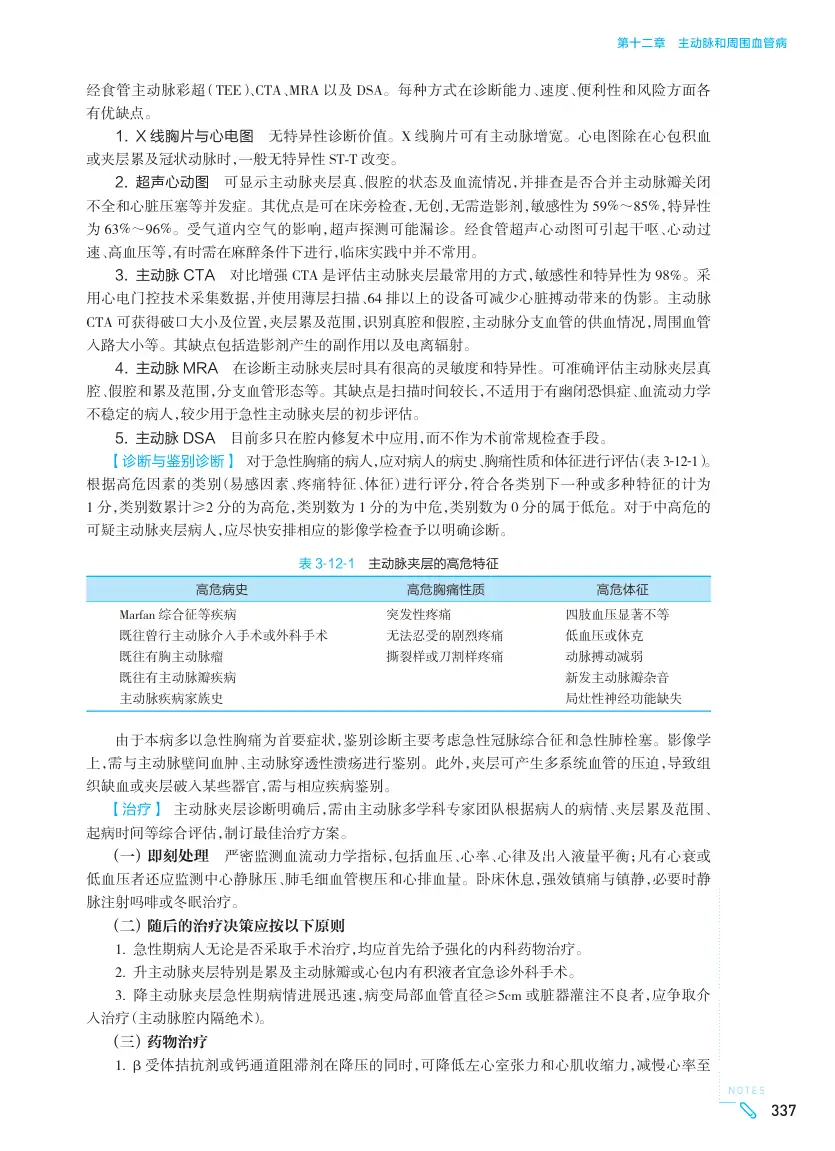 第十二章　主动脉和周围血管病
经食管主动脉彩超（TEE）、CTA、MRA 以及 DSA。每种方式在诊断能力、速度、便利性和风险方面各
有优缺点。
1. X 线胸片与心电图　无特异性诊断价值。X 线胸片可有主动脉增宽。心电图除在心包积血
或夹层累及冠状动脉时，一般无特异性 ST-T 改变。
2. 超声心动图　可显示主动脉夹层真、假腔的状态及血流情况，并排查是否合并主动脉瓣关闭
不全和心脏压塞等并发症。其优点是可在床旁检查，无创，无需造影剂，敏感性为 59%～85%，特异性
为 63%～96%。受气道内空气的影响，超声探测可能漏诊。经食管超声心动图可引起干呕、心动过
速、高血压等，有时需在麻醉条件下进行，临床实践中并不常用。
3. 主动脉 CTA　对比增强 CTA 是评估主动脉夹层最常用的方式，敏感性和特异性为 98%。采
用心电门控技术采集数据，并使用薄层扫描、64 排以上的设备可减少心脏搏动带来的伪影。主动脉
CTA 可获得破口大小及位置，夹层累及范围，识别真腔和假腔，主动脉分支血管的供血情况，周围血管
入路大小等。其缺点包括造影剂产生的副作用以及电离辐射。
4. 主动脉 MRA　在诊断主动脉夹层时具有很高的灵敏度和特异性。可准确评估主动脉夹层真
腔、假腔和累及范围，分支血管形态等。其缺点是扫描时间较长，不适用于有幽闭恐惧症、血流动力学
不稳定的病人，较少用于急性主动脉夹层的初步评估。
5. 主动脉 DSA　目前多只在腔内修复术中应用，而不作为术前常规检查手段。
【诊断与鉴别诊断】 对于急性胸痛的病人，应对病人的病史、胸痛性质和体征进行评估（表 3-12-1）。
根据高危因素的类别（易感因素、疼痛特征、体征）进行评分，符合各类别下一种或多种特征的计为
1 分，类别数累计≥2 分的为高危，类别数为 1 分的为中危，类别数为 0 分的属于低危。对于中高危的
可疑主动脉夹层病人，应尽快安排相应的影像学检查予以明确诊断。
表 3-12-1　主动脉夹层的高危特征
高危病史　高危胸痛性质　高危体征
Marfan 综合征等疾病　突发性疼痛　四肢血压显著不等
既往曾行主动脉介入手术或外科手术　无法忍受的剧烈疼痛　低血压或休克
既往有胸主动脉瘤　撕裂样或刀割样疼痛　动脉搏动减弱
既往有主动脉瓣疾病　新发主动脉瓣杂音
主动脉疾病家族史　局灶性神经功能缺失
由于本病多以急性胸痛为首要症状，鉴别诊断主要考虑急性冠脉综合征和急性肺栓塞。影像学
上，需与主动脉壁间血肿、主动脉穿透性溃疡进行鉴别。此外，夹层可产生多系统血管的压迫，导致组
织缺血或夹层破入某些器官，需与相应疾病鉴别。
【治疗】 主动脉夹层诊断明确后，需由主动脉多学科专家团队根据病人的病情、夹层累及范围、
起病时间等综合评估，制订最佳治疗方案。
（一）即刻处理　严密监测血流动力学指标，包括血压、心率、心律及出入液量平衡；凡有心衰或
低血压者还应监测中心静脉压、肺毛细血管楔压和心排血量。卧床休息，强效镇痛与镇静，必要时静
脉注射吗啡或冬眠治疗。
（二）随后的治疗决策应按以下原则
1. 急性期病人无论是否采取手术治疗，均应首先给予强化的内科药物治疗。
2. 升主动脉夹层特别是累及主动脉瓣或心包内有积液者宜急诊外科手术。
3. 降主动脉夹层急性期病情进展迅速，病变局部血管直径≥5cm 或脏器灌注不良者，应争取介
入治疗（主动脉腔内隔绝术）。
（三）药物治疗
1. β 受体拮抗剂或钙通道阻滞剂在降压的同时，可降低左心室张力和心肌收缩力，减慢心率至
NOTES
337